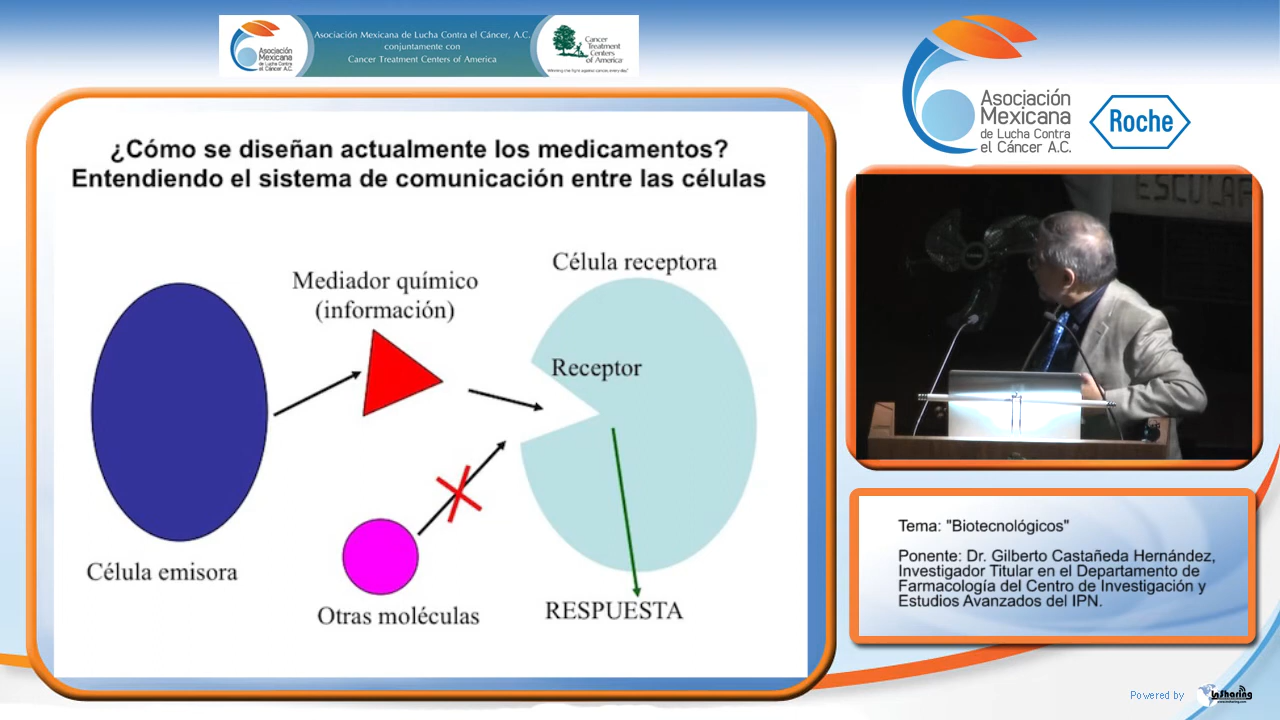 Asociación
Mexicana
de Lucha Contra
el Cáncer A.C.
Asociación Mexicana de Lucha Contra el Cáncer, A.C.
conjuntamente con
Cancer Treatment Centers of America
Cancer
Treatment
Centers
of America
Winning the fight against cancer, every day.
¿Cómo se diseñan actualmente los medicamentos?
Entendiendo el sistema de comunicación entre las células
Célula receptora
Mediador químico
(información)
Receptor
Célula emisora
Otras moléculas
RESPUESTA
Asociación
Mexicana
de Lucha Contra
el Cáncer A.C.
Roche
ESCULAP
Tema: "Biotecnológicos"
Ponente: Dr. Gilberto Castañeda Hernández,
Investigador Titular en el Departamento de
Farmacología del Centro de Investigación y
Estudios Avanzados del IPN.
Powered by
InSharing